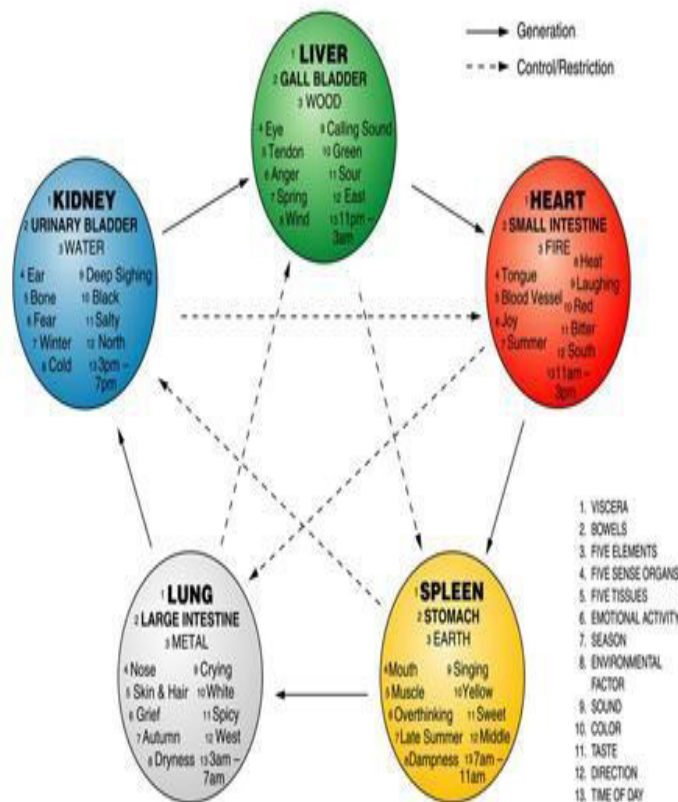 Generation
Control/Restriction
1 LIVER
2 GALL BLADDER
3 WOOD
4 Eye
5 Tendon
6 Anger
7 Spring
8 Wind
9 Calling Sound
10 Green
11 Sour
12 East
13 11pm –
3am
1 KIDNEY
2 URINARY BLADDER
3 WATER
4 Ear
5 Bone
6 Fear
7 Winter
8 Cold
9 Deep Sighing
10 Black
11 Salty
12 North
13 3pm –
7pm
1 HEART
2 SMALL INTESTINE
3 FIRE
4 Tongue
5 Blood Vessel
6 Joy
7 Summer
8 Heat
9 Laughing
10 Red
11 Bitter
12 South
13 11am –
3pm
1 LUNG
2 LARGE INTESTINE
3 METAL
4 Nose
5 Skin & Hair
6 Grief
7 Autumn
8 Dryness
9 Crying
10 White
11 Spicy
12 West
13 3am –
7am
1 SPLEEN
2 STOMACH
3 EARTH
4 Mouth
5 Muscle
6 Overthinking
7 Late Summer
8 Dampness
9 Singing
10 Yellow
11 Sweet
12 Middle
13 7am –
11am
1. VISCERA
2. BOWELS
3. FIVE ELEMENTS
4. FIVE SENSE ORGANS
5. FIVE TISSUES
6. EMOTIONAL ACTIVITY
7. SEASON
8. ENVIRONMENTAL
FACTOR
9. SOUND
10. COLOR
11. TASTE
12. DIRECTION
13. TIME OF DAY